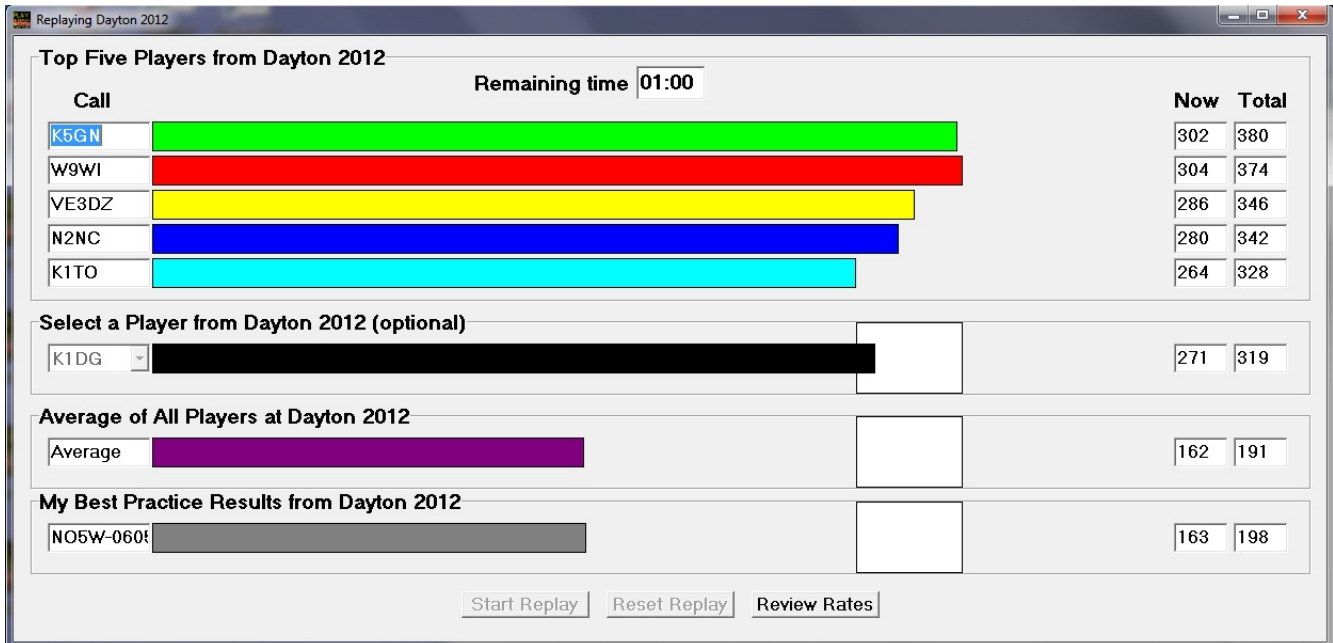 Replaying Dayton 2012
Top Five Players from Dayton 2012
Remaining time 01:00
Call Now Total
K5GN 302 380
W9WI 304 374
VE3DZ 286 346
N2NC 280 342
K1TO 264 328
Select a Player from Dayton 2012 (optional)
K1DG 271 319
Average of All Players at Dayton 2012
Average 162 191
My Best Practice Results from Dayton 2012
NO5W-060 163 198
Start Replay Reset Replay Review Rates